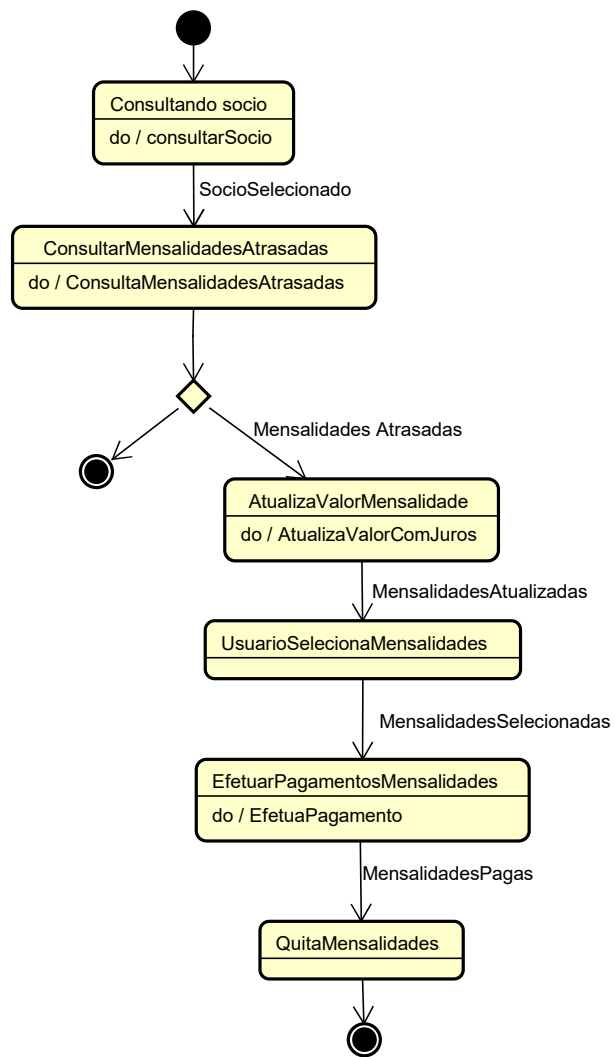 Consultando socio
do / consultarSocio
SocioSelecionado
ConsultarMensalidadesAtrasadas
do / ConsultaMensalidadesAtrasadas
Mensalidades Atrasadas
AtualizaValorMensalidade
do / AtualizaValorComJuros
MensalidadesAtualizadas
UsuarioSelecionaMensalidades
MensalidadesSelecionadas
EfetuarPagamentosMensalidades
do / EfetuaPagamento
MensalidadesPagas
QuitaMensalidades